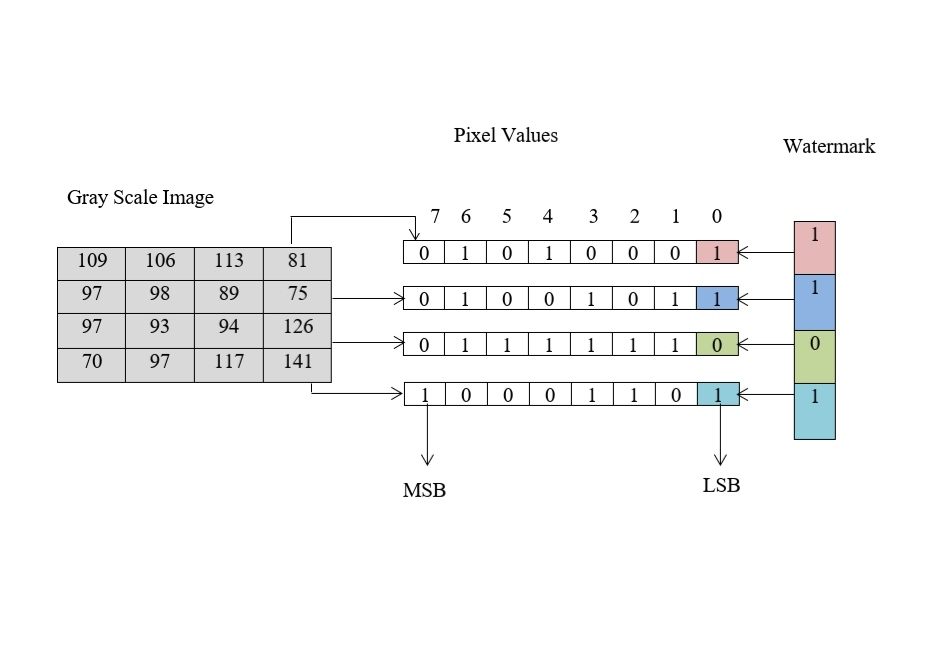 Pixel Values
Watermark
Gray Scale Image
7 6 5 4 3 2 1 0
109 106 113 81
97 98 89 75
97 93 94 126
70 97 117 141
0 1 0 1 0 0 0 1
0 1 0 0 1 0 1 1
0 1 1 1 1 1 1 0
1 0 0 0 1 1 0 1
1
1
0
1
MSB
LSB